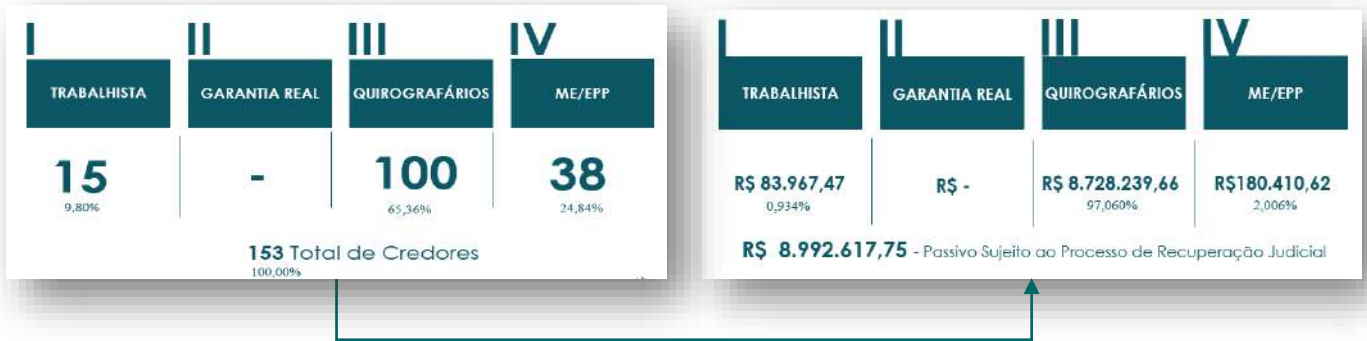 I II III IV
TRABALHISTA GARANTIA REAL QUIROGRAFÁRIOS ME/EPP
15 - 100 38
9,80% 65,36% 24,84%
153 Total de Credores
100,00%
I II III IV
TRABALHISTA GARANTIA REAL QUIROGRAFÁRIOS ME/EPP
R$ 83.967,47 R$ - R$ 8.728.239,66 R$180.410,62
0,934% 97,060% 2,006%
R$ 8.992.617,75 - Passivo Sujeito ao Processo de Recuperação Judicial